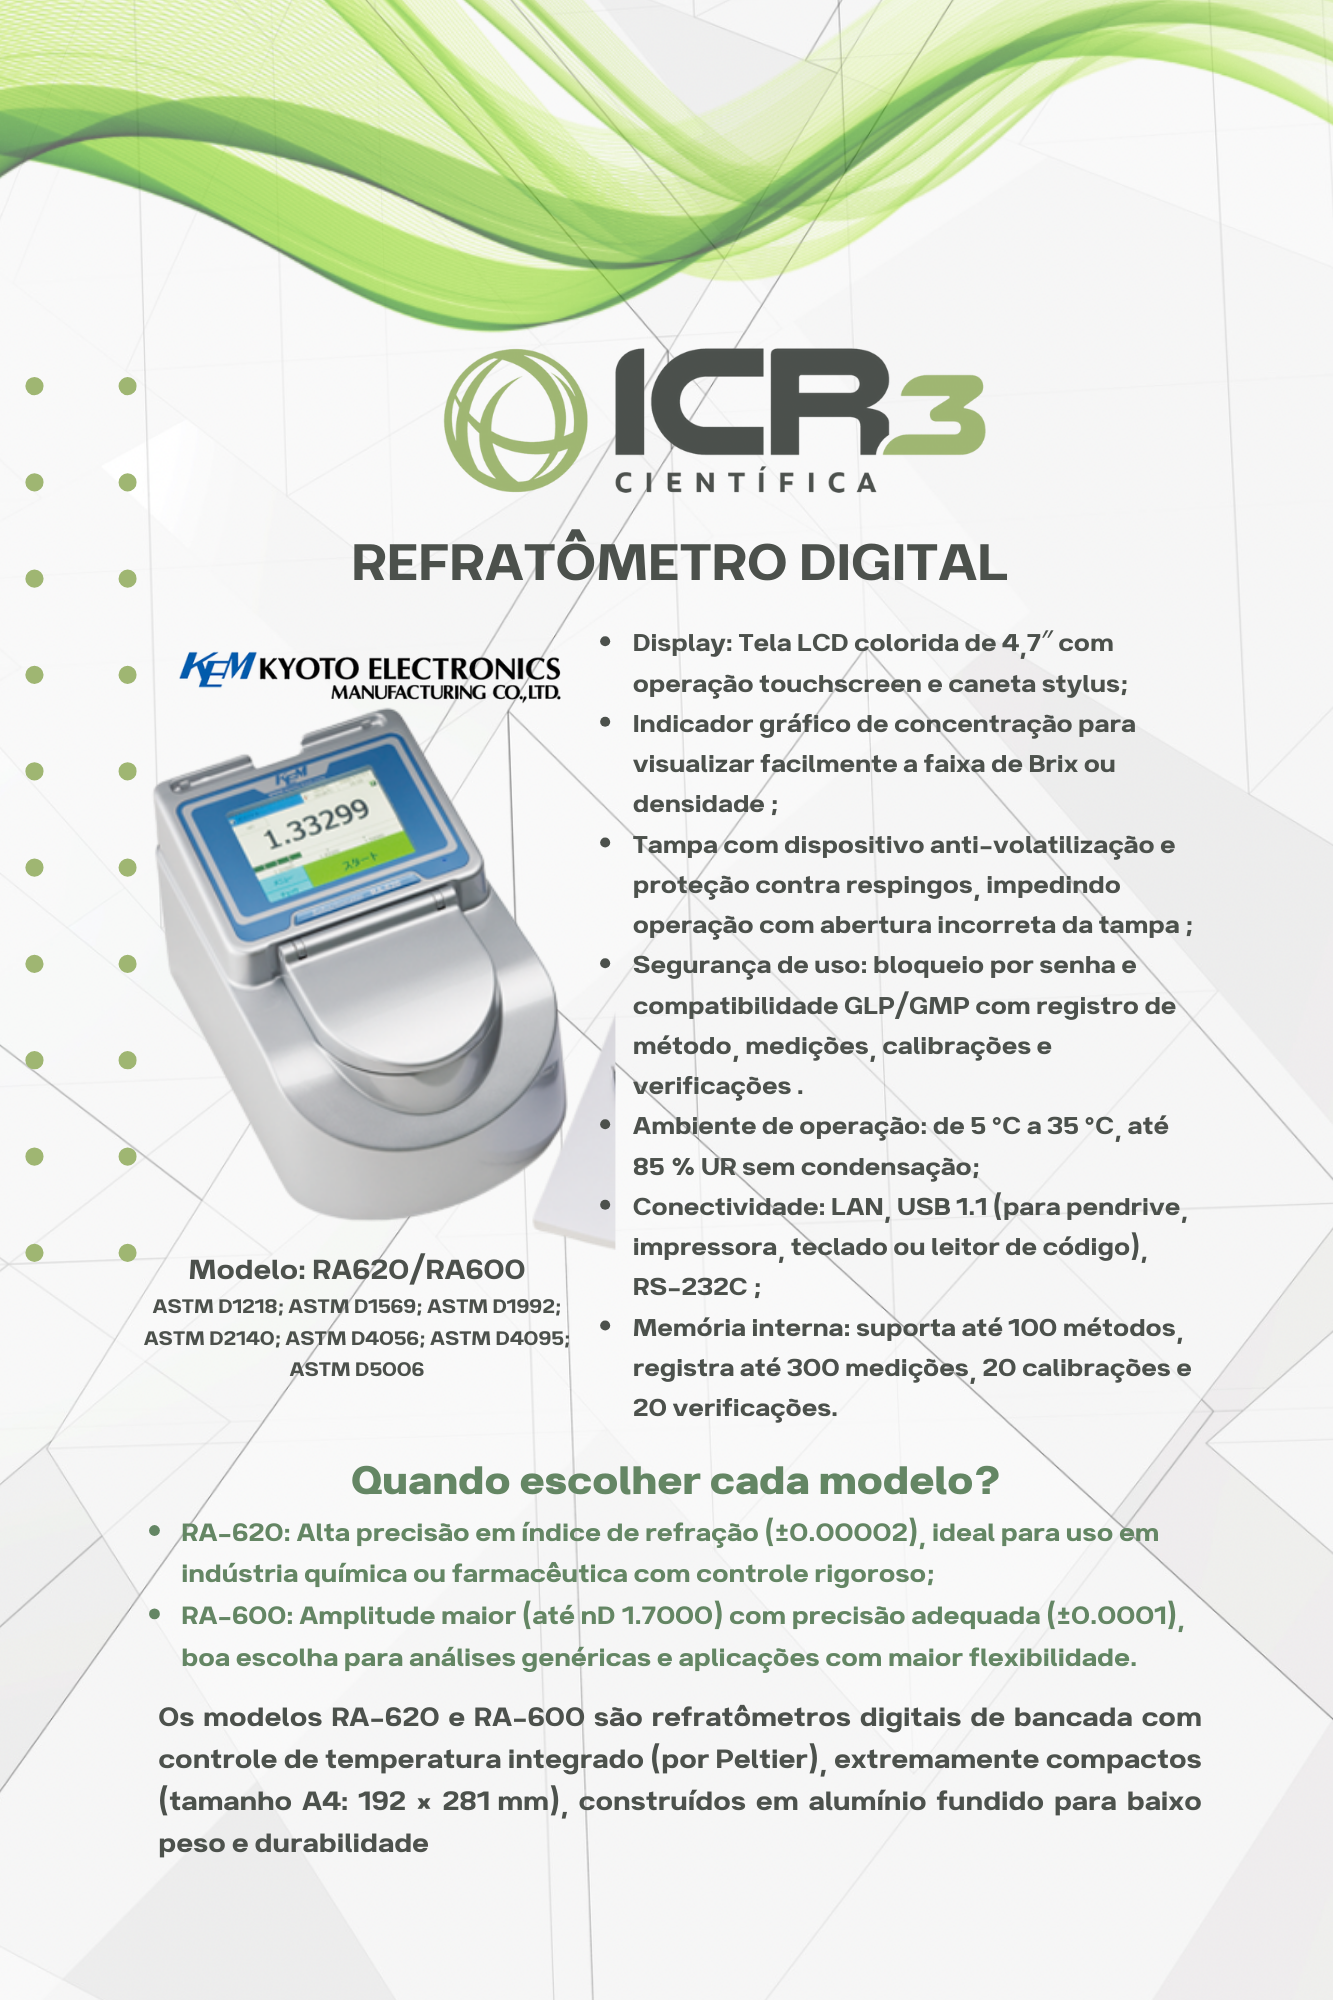 ICR3
CIENTÍFICA
REFRATÔMETRO DIGITAL
KEM KYOTO ELECTRONICS
MANUFACTURING CO.,LTD.
KEM
1.33299
スタート
Modelo: RA620/RA600
ASTM D1218; ASTM D1569; ASTM D1992;
ASTM D2140; ASTM D4056; ASTM D4095;
ASTM D5006
• Display: Tela LCD colorida de 4,7″ com
operação touchscreen e caneta stylus;
• Indicador gráfico de concentração para
visualizar facilmente a faixa de Brix ou
densidade ;
• Tampa com dispositivo anti-volatilização e
proteção contra respingos, impedindo
operação com abertura incorreta da tampa ;
• Segurança de uso: bloqueio por senha e
compatibilidade GLP/GMP com registro de
método, medições, calibrações e
verificações .
• Ambiente de operação: de 5 °C a 35 °C, até
85 % UR sem condensação;
• Conectividade: LAN, USB 1.1 (para pendrive,
impressora, teclado ou leitor de código),
RS-232C ;
• Memória interna: suporta até 100 métodos,
registra até 300 medições, 20 calibrações e
20 verificações.
Quando escolher cada modelo?
• RA-620: Alta precisão em índice de refração (±0.00002), ideal para uso em
indústria química ou farmacêutica com controle rigoroso;
• RA-600: Amplitude maior (até nD 1.7000) com precisão adequada (±0.0001),
boa escolha para análises genéricas e aplicações com maior flexibilidade.
Os modelos RA-620 e RA-600 são refratômetros digitais de bancada com
controle de temperatura integrado (por Peltier), extremamente compactos
(tamanho A4: 192 × 281 mm), construídos em alumínio fundido para baixo
peso e durabilidade